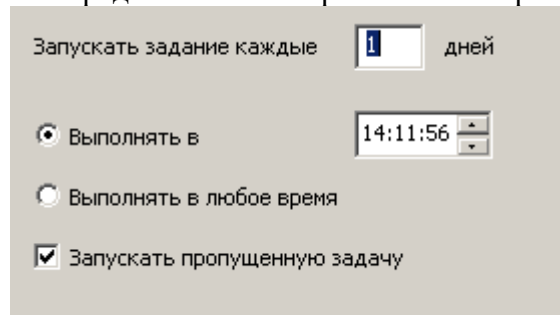 Запускать задание каждые 1 дней
Выполнять в 14:11:56
Выполнять в любое время
Запускать пропущенную задачу